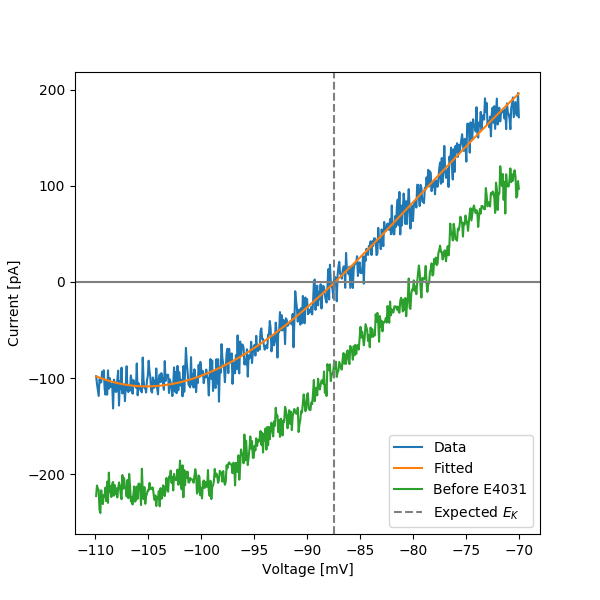 200
100
0
−100
−200
Current [pA]
Data
Fitted
Before E4031
Expected E_K
−110 −105 −100 −95 −90 −85 −80 −75 −70
Voltage [mV]